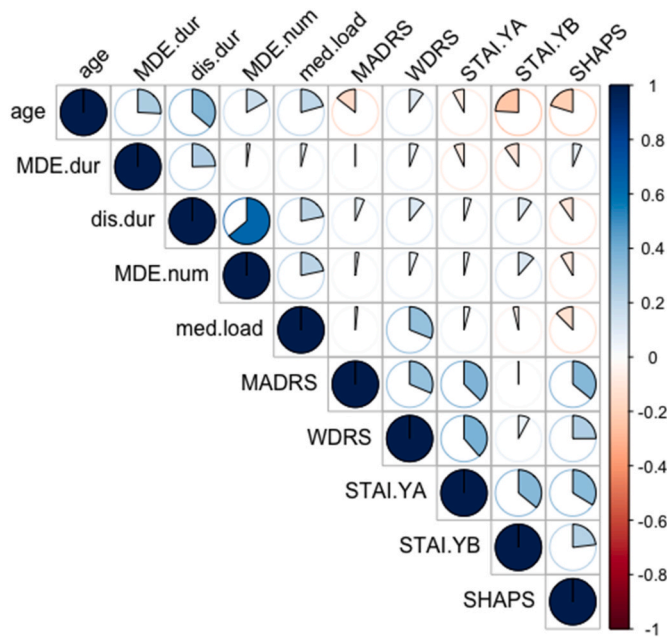 age
MDE.dur
dis.dur
MDE.num
med.load
MADRS
WDRS
STAI.YA
STAI.YB
SHAPS
age
MDE.dur
dis.dur
MDE.num
med.load
MADRS
WDRS
STAI.YA
STAI.YB
SHAPS
1
0.8
0.6
0.4
0.2
0
-0.2
-0.4
-0.6
-0.8
-1